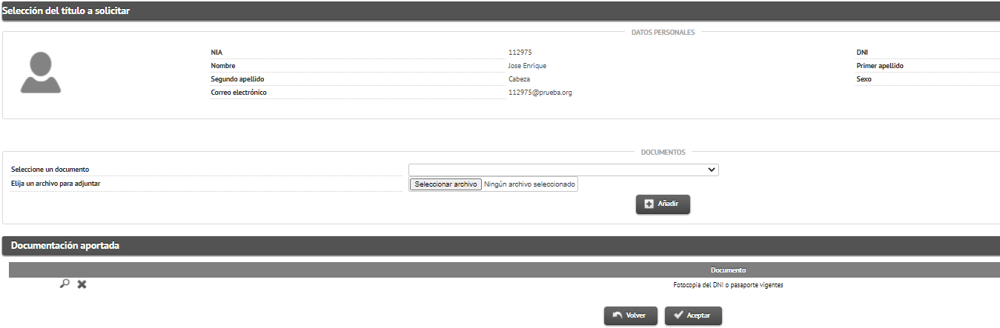 Selección del título a solicitar
DATOS PERSONALES
NIA 112975 DNI
Nombre Jose Enrique Primer apellido
Segundo apellido Cabeza Sexo
Correo electrónico 112975@prueba.org
DOCUMENTOS
Seleccione un documento
Elija un archivo para adjuntar Seleccionar archivo Ningún archivo seleccionado
Añadir
Documentación aportada
Documento
Fotocopia del DNI o pasaporte vigentes
Volver Aceptar